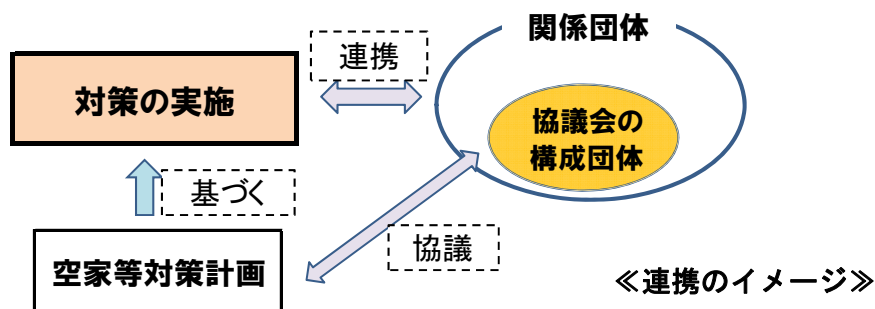 関係団体
連携
対策の実施
協議会の
構成団体
基づく
協議
空家等対策計画
≪連携のイメージ≫